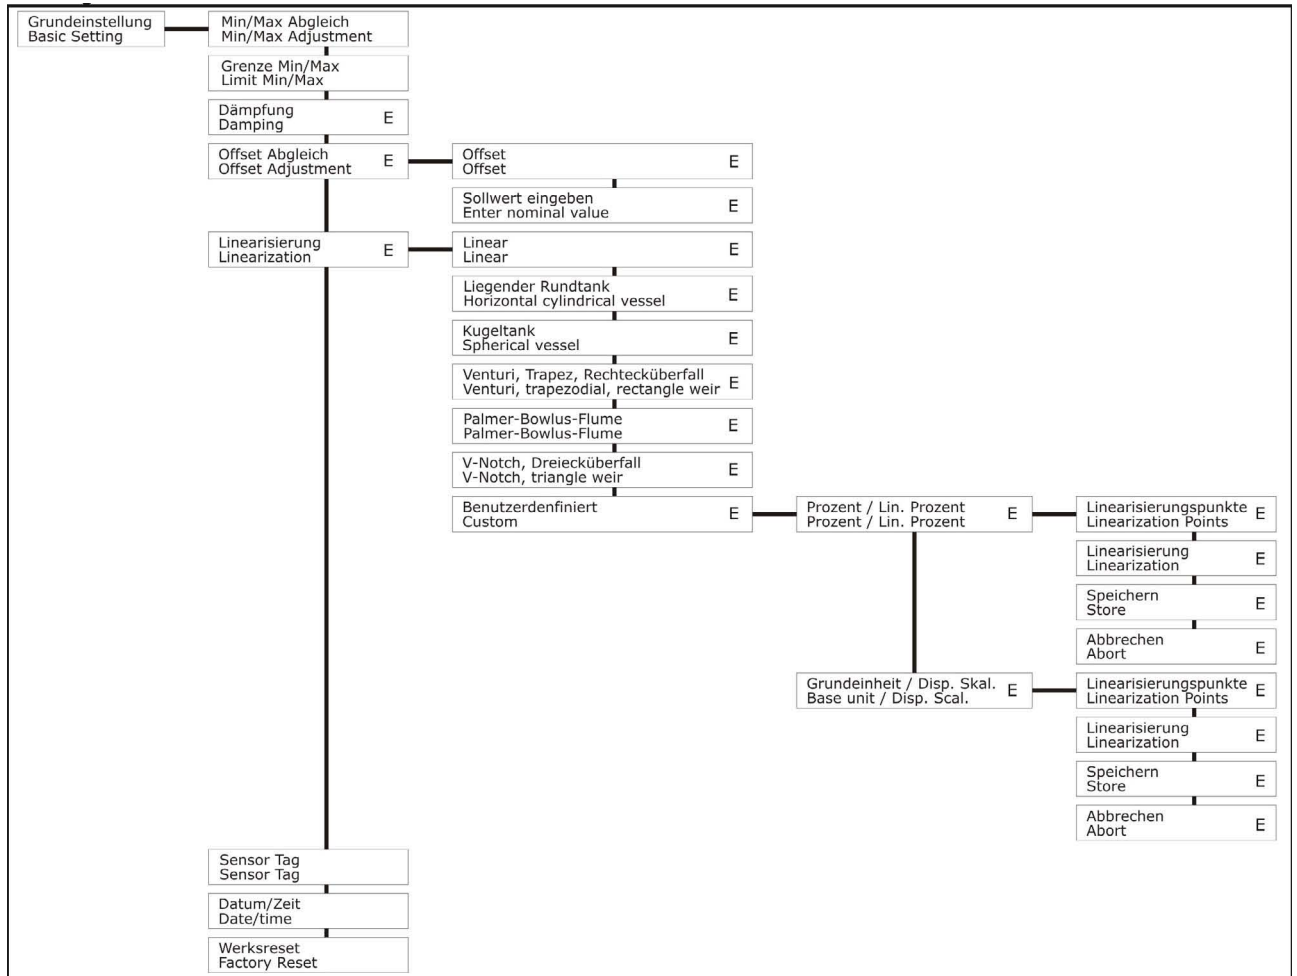 Grundeinstellung
Basic Setting
Min/Max Abgleich
Min/Max Adjustment
Grenze Min/Max
Limit Min/Max
Dämpfung
Damping
E
Offset Abgleich
Offset Adjustment
E
Offset
Offset
E
Sollwert eingeben
Enter nominal value
E
Linearisierung
Linearization
E
Linear
Linear
E
Liegender Rundtank
Horizontal cylindrical vessel
E
Kugeltank
Spherical vessel
E
Venturi, Trapez, Rechtecküberfall
Venturi, trapezodial, rectangle weir
E
Palmer-Bowlus-Flume
Palmer-Bowlus-Flume
E
V-Notch, Dreiecküberfall
V-Notch, triangle weir
E
Benutzerdenfiniert
Custom
E
Prozent / Lin. Prozent
Prozent / Lin. Prozent
E
Linearisierungspunkte
Linearization Points
E
Linearisierung
Linearization
E
Speichern
Store
E
Abbrechen
Abort
E
Grundeinheit / Disp. Skal.
Base unit / Disp. Scal.
E
Linearisierungspunkte
Linearization Points
E
Linearisierung
Linearization
E
Speichern
Store
E
Abbrechen
Abort
E
Sensor Tag
Sensor Tag
Datum/Zeit
Date/time
Werksreset
Factory Reset